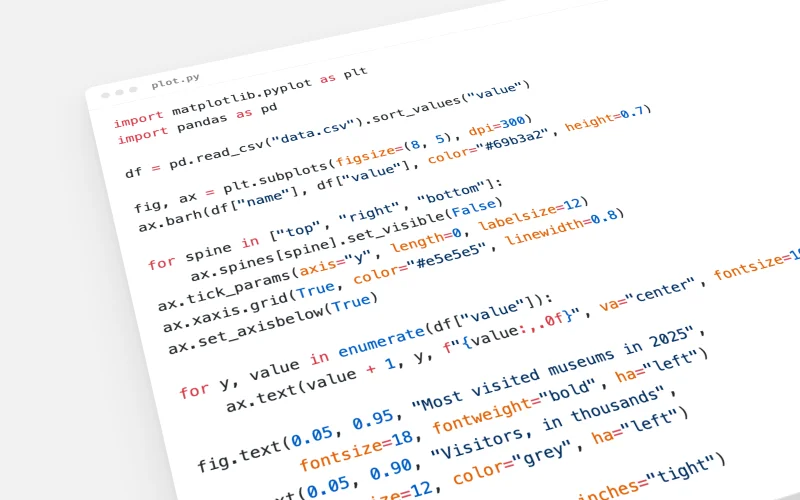 plot.py
import matplotlib.pyplot as plt
import pandas as pd
df = pd.read_csv("data.csv").sort_values("value")
fig, ax = plt.subplots(figsize=(8, 5), dpi=300)
ax.barh(df["name"], df["value"], color="#69b3a2", height=0.7)
for spine in ["top", "right", "bottom"]:
    ax.spines[spine].set_visible(False)
ax.tick_params(axis="y", length=0, labelsize=12)
ax.xaxis.grid(True, color="#e5e5e5", linewidth=0.8)
ax.set_axisbelow(True)
for y, value in enumerate(df["value"]):
    ax.text(value + 1, y, f"{value:,.0f}", va="center", fontsize=
fig.text(0.05, 0.95, "Most visited museums in 2025",
         fontsize=18, fontweight="bold", ha="left")
xt(0.05, 0.90, "Visitors, in thousands",
ze=12, color="grey", ha="left")
inches="tight")